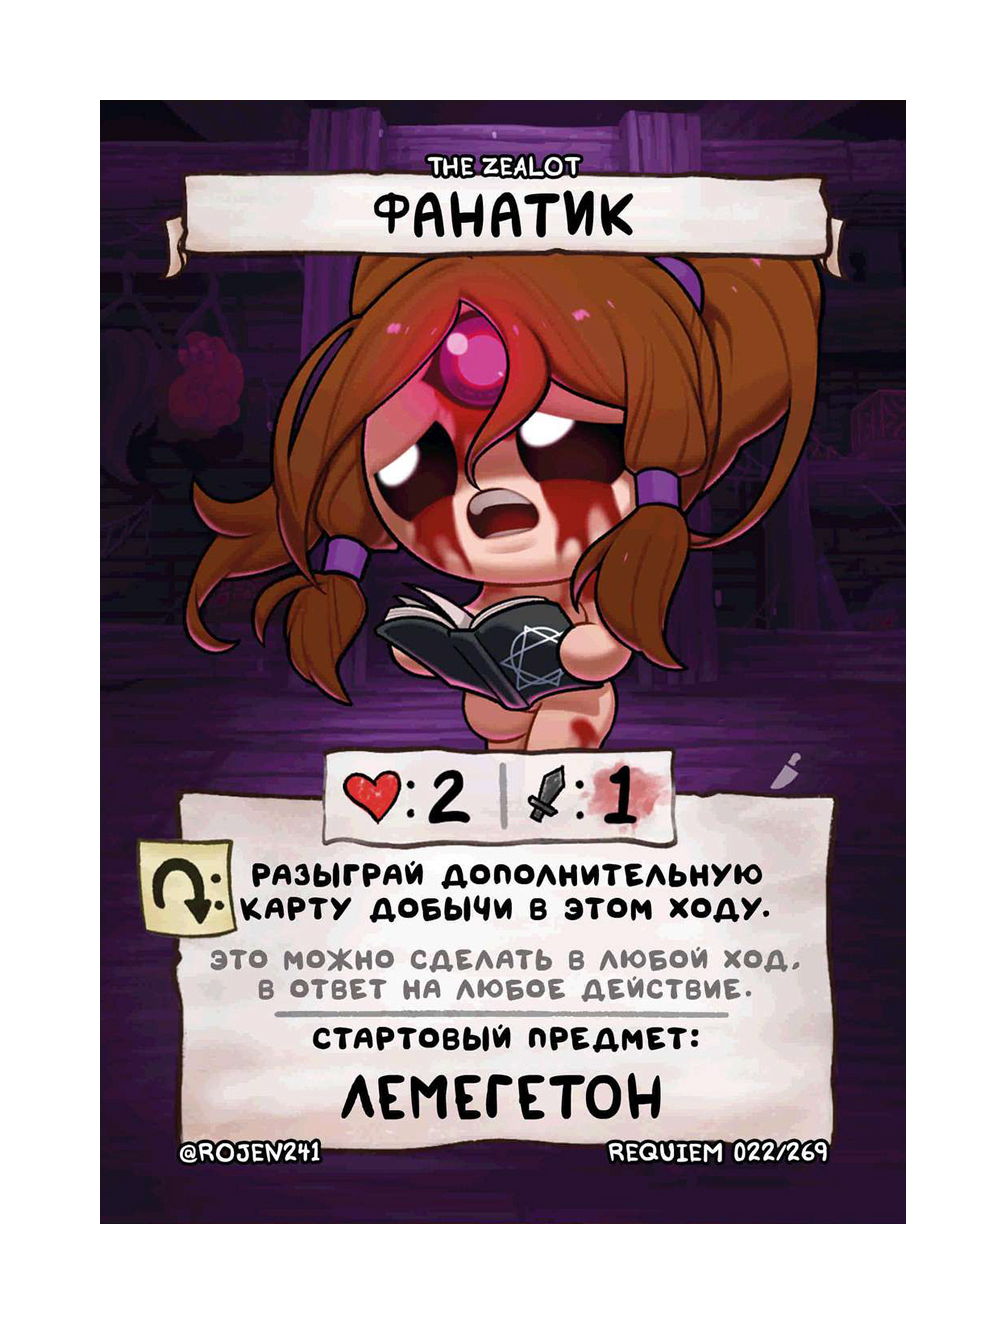 THE ZEALOT
ФАНАТИК
:2 | :1
РАЗЫГРАЙ ДОПОЛНИТЕЛЬНУЮ
КАРТУ ДОБЫЧИ В ЭТОМ ХОДУ.
ЭТО МОЖНО СДЕЛАТЬ В ЛЮБОЙ ХОД,
В ОТВЕТ НА ЛЮБОЕ ДЕЙСТВИЕ.
СТАРТОВЫЙ ПРЕДМЕТ:
ЛЕМЕГЕТОН
@ROJEN241
REQUIEM 022/269